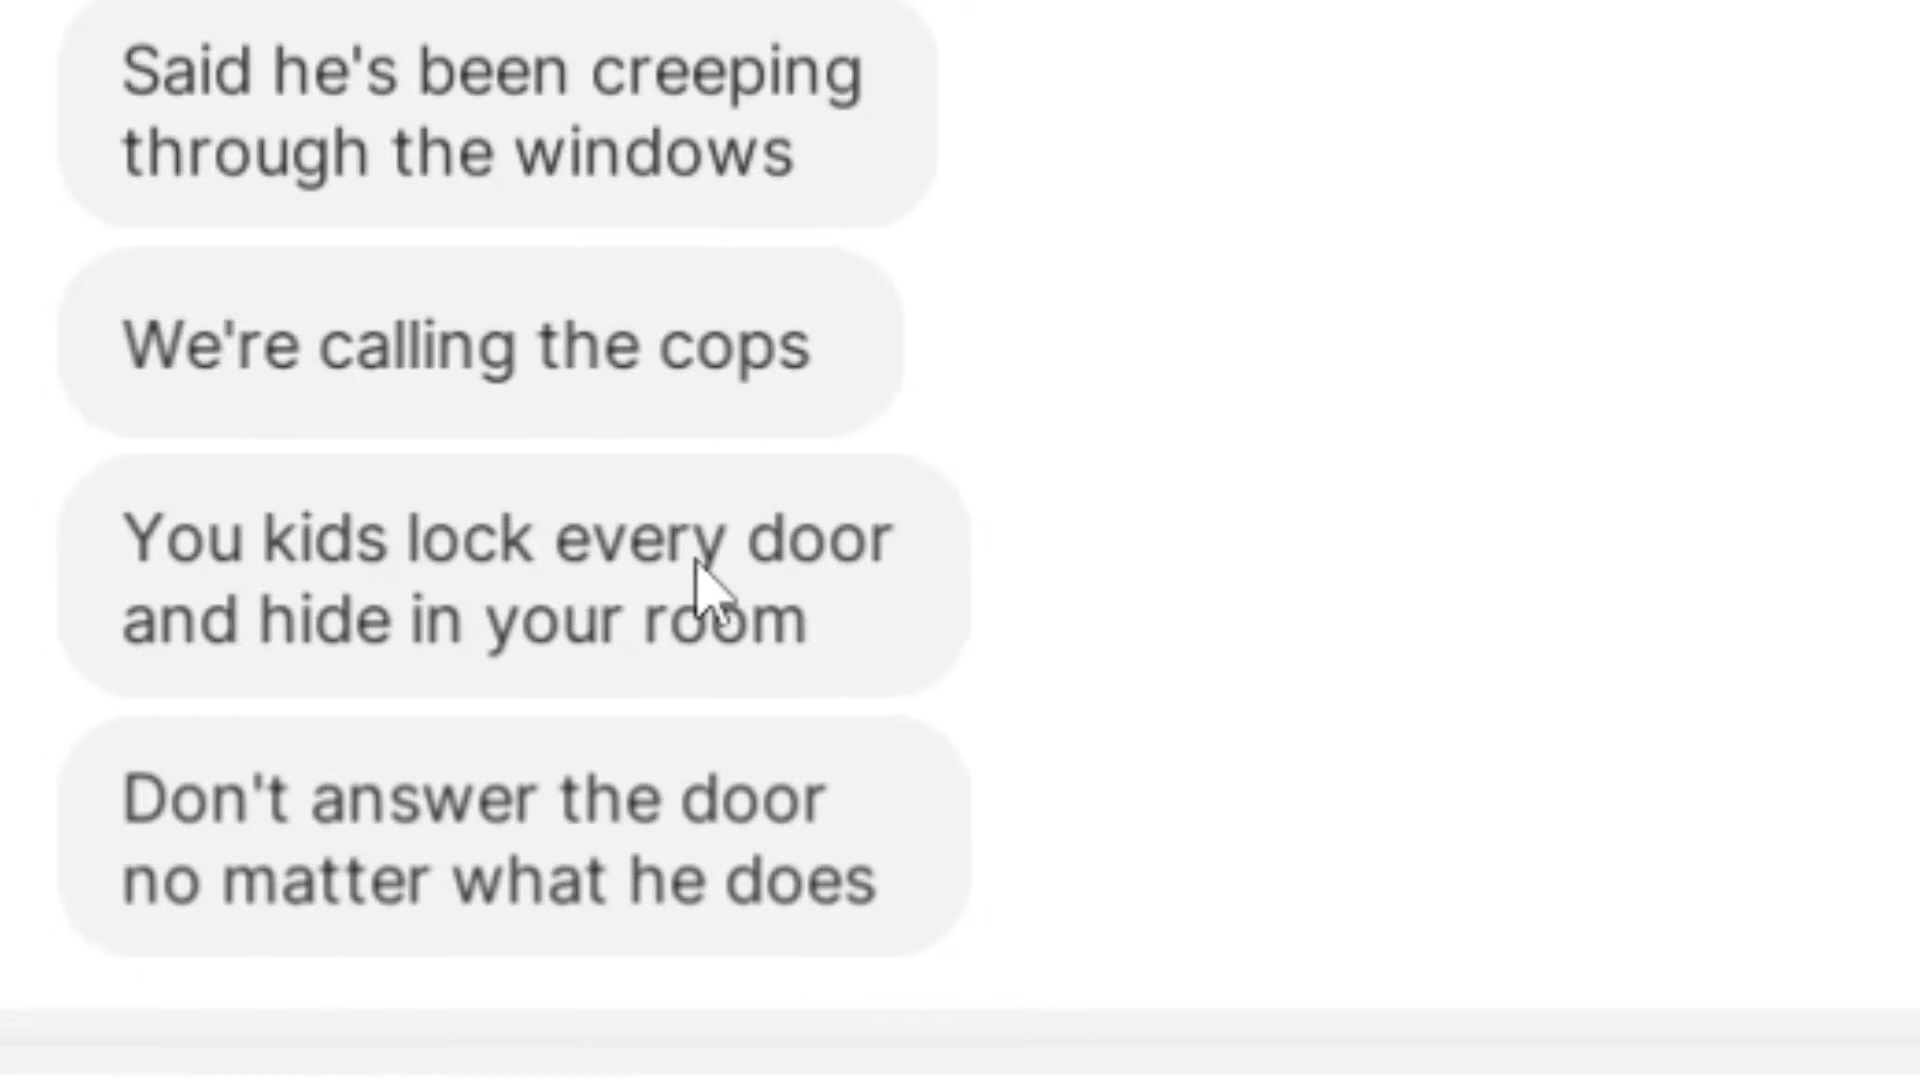 Said he's been creeping
through the windows
We're calling the cops
You kids lock every door
and hide in your room
Don't answer the door
no matter what he does